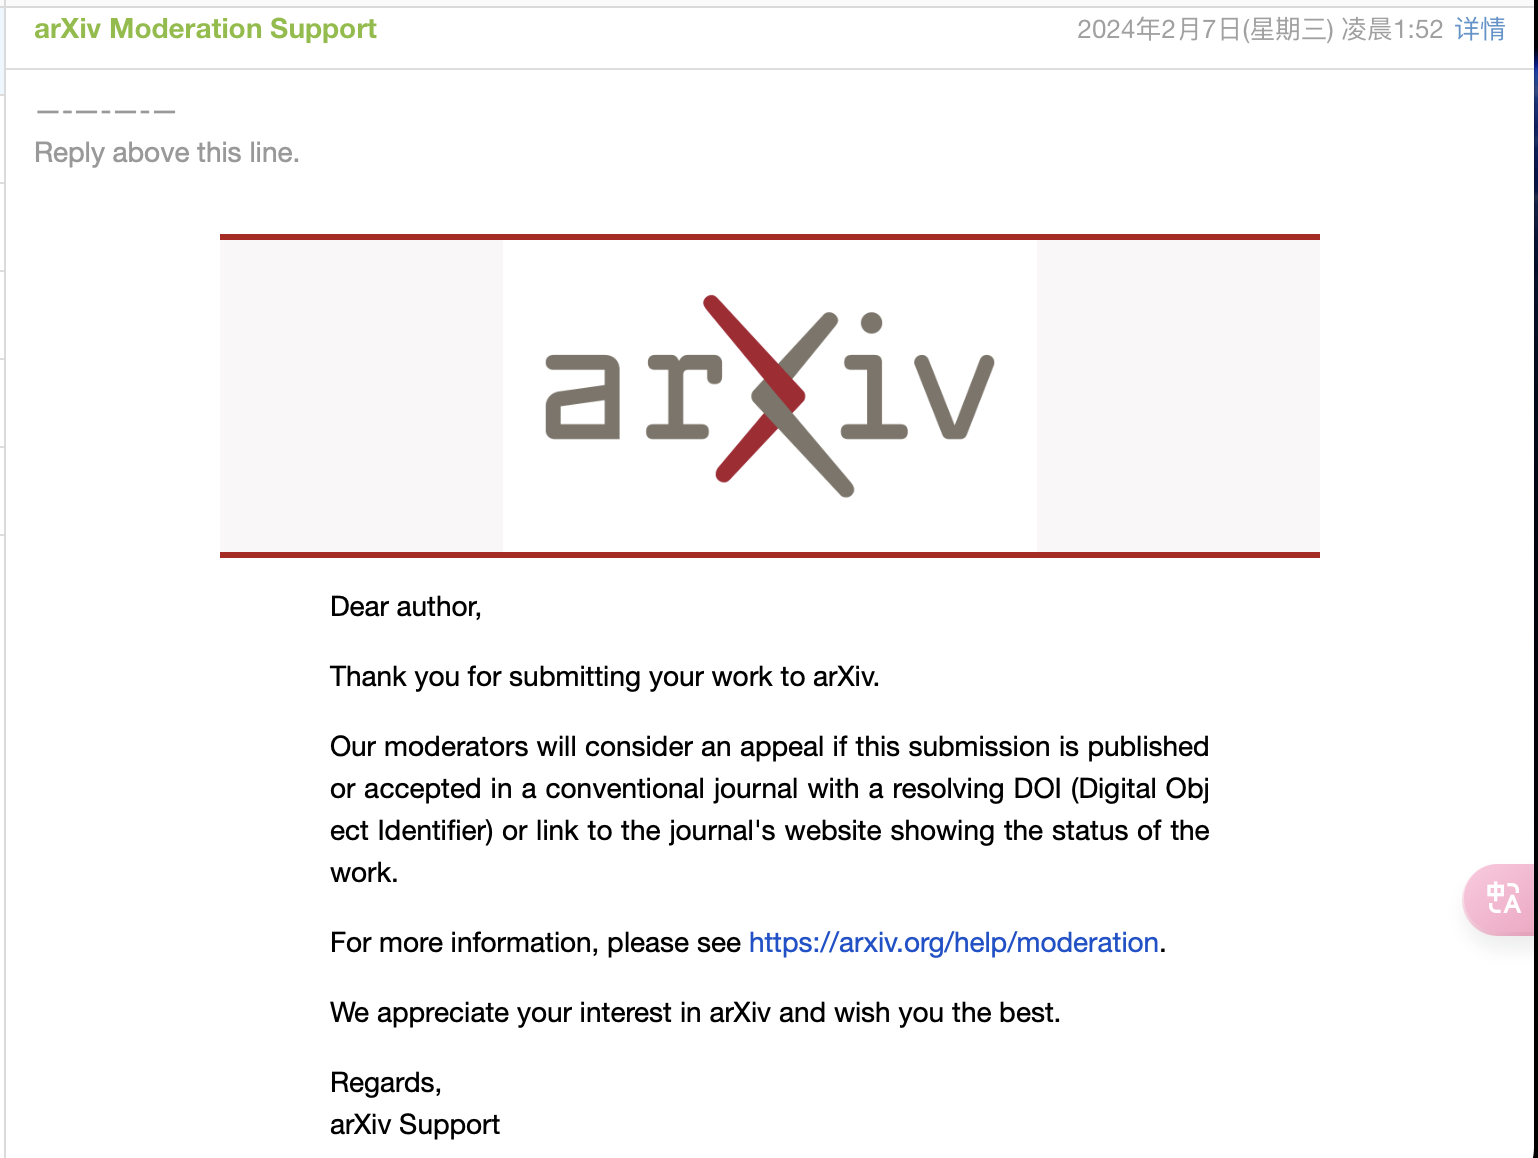 arXiv Moderation Support 2024年2月7日(星期三) 凌晨1:52 详情
—-—-—-—
Reply above this line.
arXiv
Dear author,
Thank you for submitting your work to arXiv.
Our moderators will consider an appeal if this submission is published
or accepted in a conventional journal with a resolving DOI (Digital Obj
ect Identifier) or link to the journal's website showing the status of the
work.
中A
For more information, please see https://arxiv.org/help/moderation.
We appreciate your interest in arXiv and wish you the best.
Regards,
arXiv Support